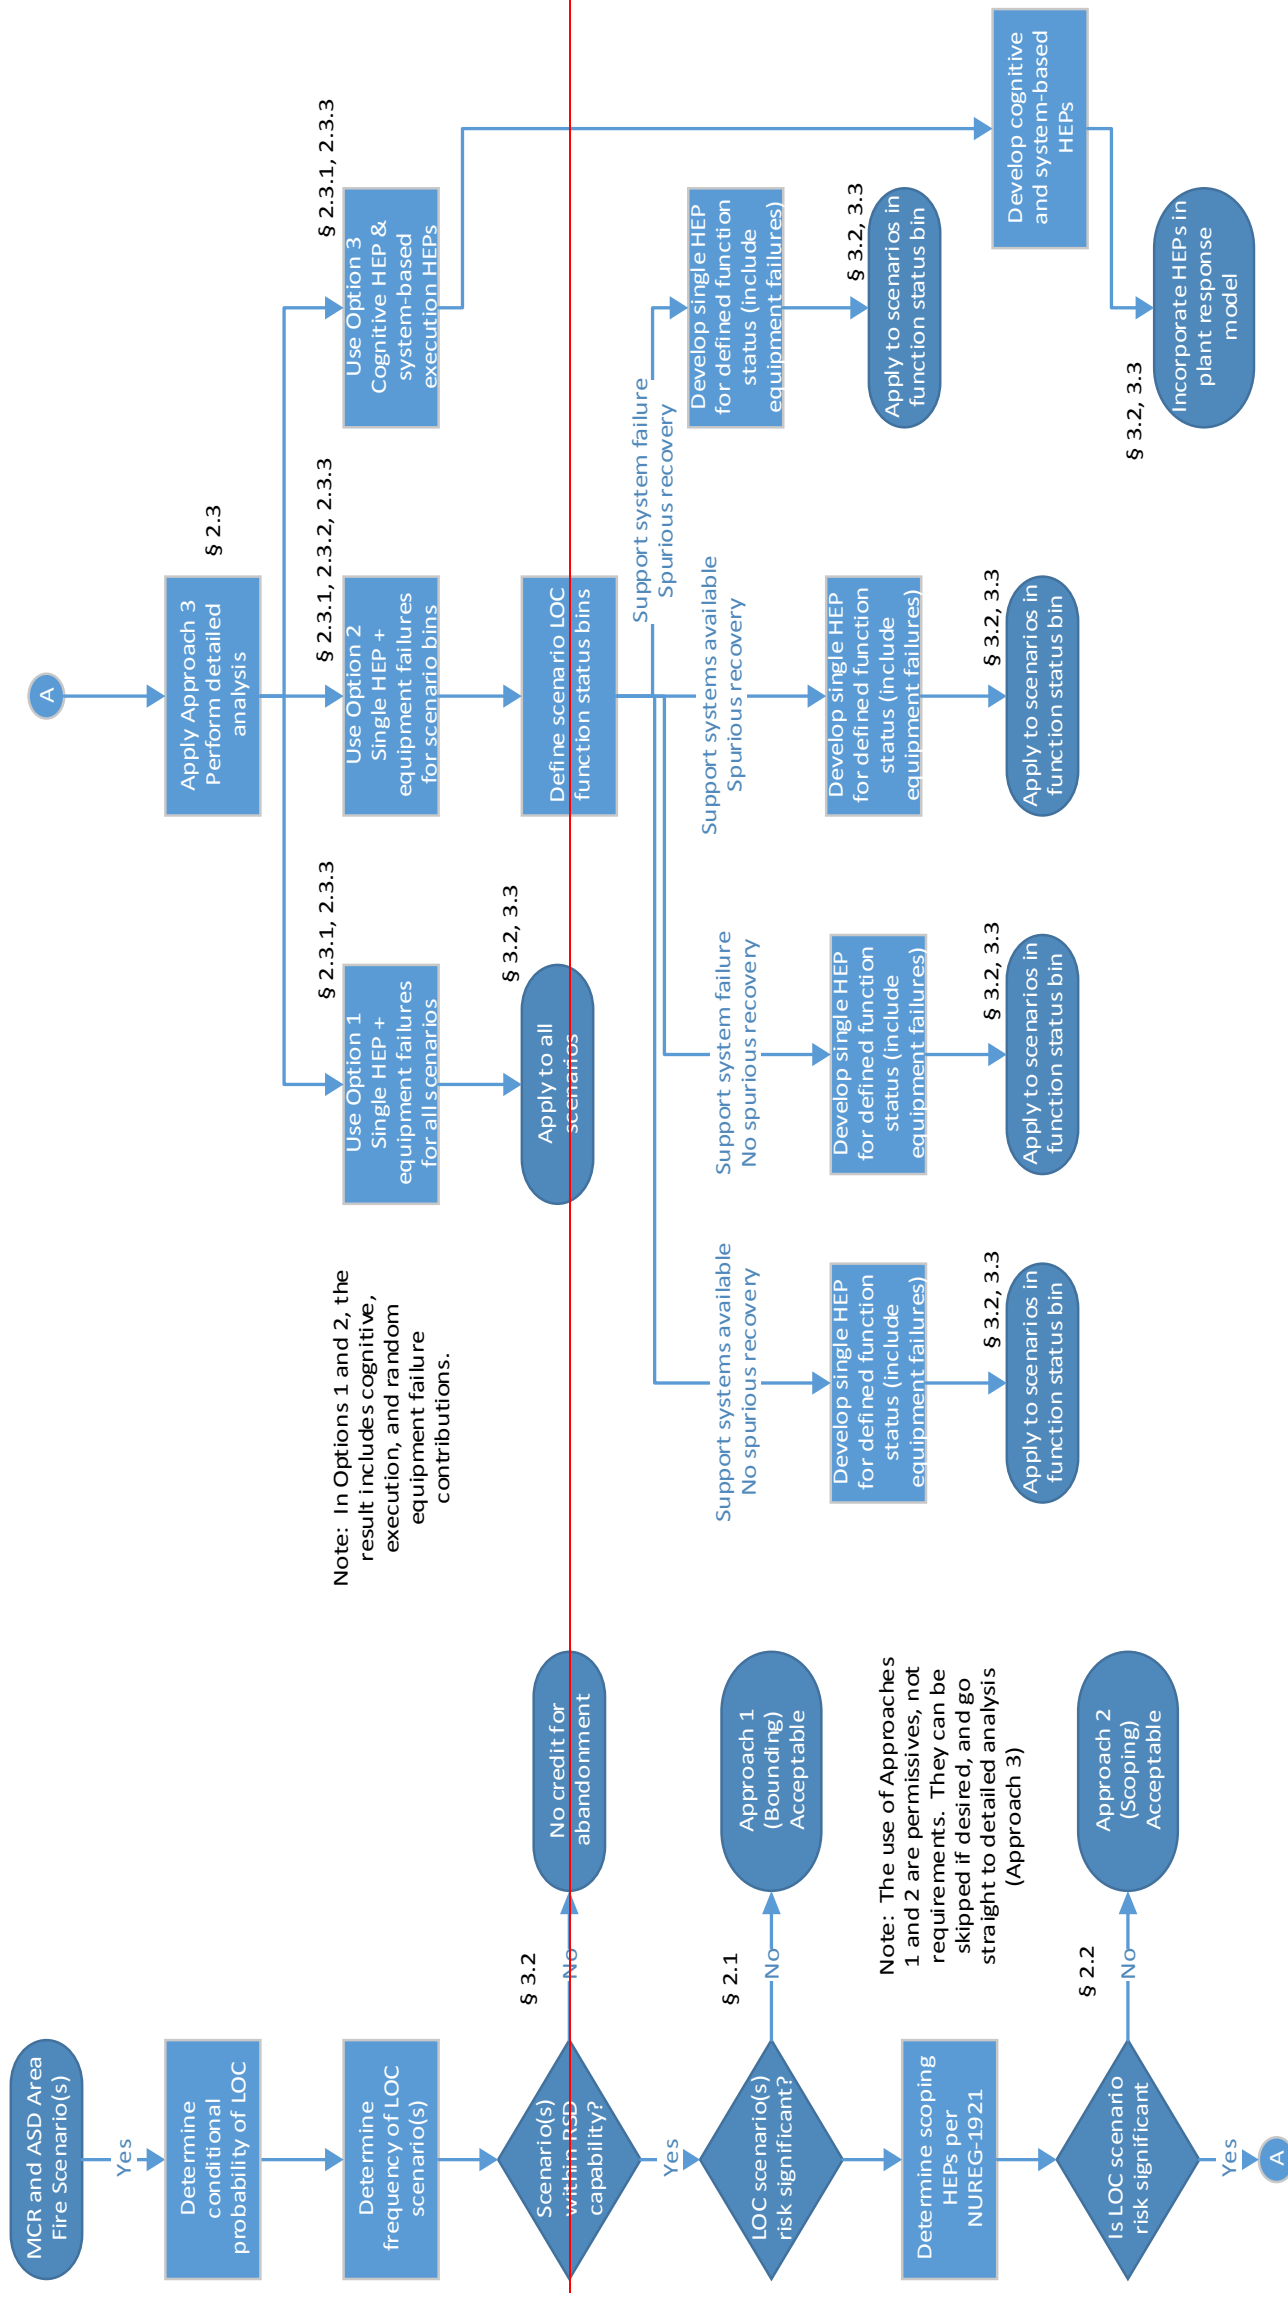 MCR and ASD Area
Fire Scenario(s)
Yes
Determine
conditional
probability of LOC
Determine
frequency of LOC
scenario(s)
Scenario(s)
within RSD
capability?
§ 3.2
No
No credit for
abandonment
Yes
LOC scenario(s)
risk significant?
§ 2.1
No
Approach 1
(Bounding)
Acceptable
Determine scoping
HEPs per
NUREG-1921
Note: The use of Approaches
1 and 2 are permissives, not
requirements. They can be
skipped if desired, and go
straight to detailed analysis
(Approach 3)
Is LOC scenario
risk significant
§ 2.2
No
Approach 2
(Scoping)
Acceptable
Yes
A
A
Apply Approach 3
Perform detailed
analysis
§ 2.3
Note: In Options 1 and 2, the
result includes cognitive,
execution, and random
equipment failure
contributions.
§ 2.3.1, 2.3.3
Use Option 1
Single HEP +
equipment failures
for all scenarios
§ 3.2, 3.3
Apply to all
scenarios
§ 2.3.1, 2.3.2, 2.3.3
Use Option 2
Single HEP +
equipment failures
for scenario bins
Define scenario LOC
function status bins
§ 2.3.1, 2.3.3
Use Option 3
Cognitive HEP &
system-based
execution HEPs
Support systems available
No spurious recovery
Develop single HEP
for defined function
status (include
equipment failures)
§ 3.2, 3.3
Apply to scenarios in
function status bin
Support system failure
No spurious recovery
Develop single HEP
for defined function
status (include
equipment failures)
§ 3.2, 3.3
Apply to scenarios in
function status bin
Support systems available
Spurious recovery
Develop single HEP
for defined function
status (include
equipment failures)
§ 3.2, 3.3
Apply to scenarios in
function status bin
Support system failure
Spurious recovery
Develop single HEP
for defined function
status (include
equipment failures)
§ 3.2, 3.3
Apply to scenarios in
function status bin
Develop cognitive
and system-based
HEPs
§ 3.2, 3.3
Incorporate HEPs in
plant response
model